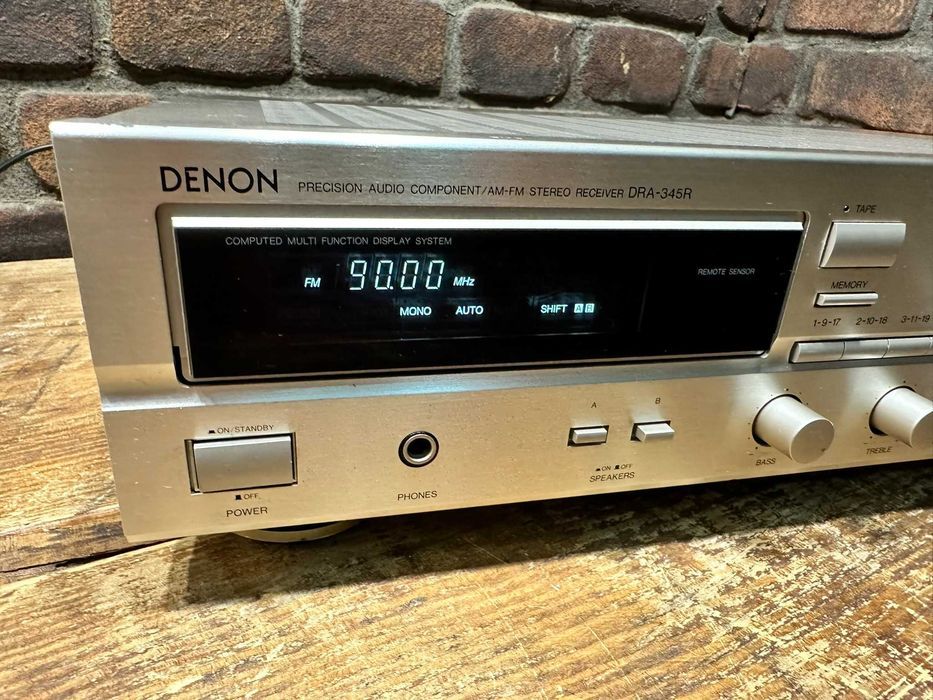 DENON PRECISION AUDIO COMPONENT/AM-FM STEREO RECEIVER DRA-345R
TAPE
COMPUTED MULTI FUNCTION DISPLAY SYSTEM
FM 90.00 MHz
REMOTE SENSOR
MEMORY
MONO AUTO SHIFT A B
1-9-17 2-10-18 3-11-19
ON/STANDBY
OFF
POWER
PHONES
A B
ON OFF
SPEAKERS
BASS
TREBLE